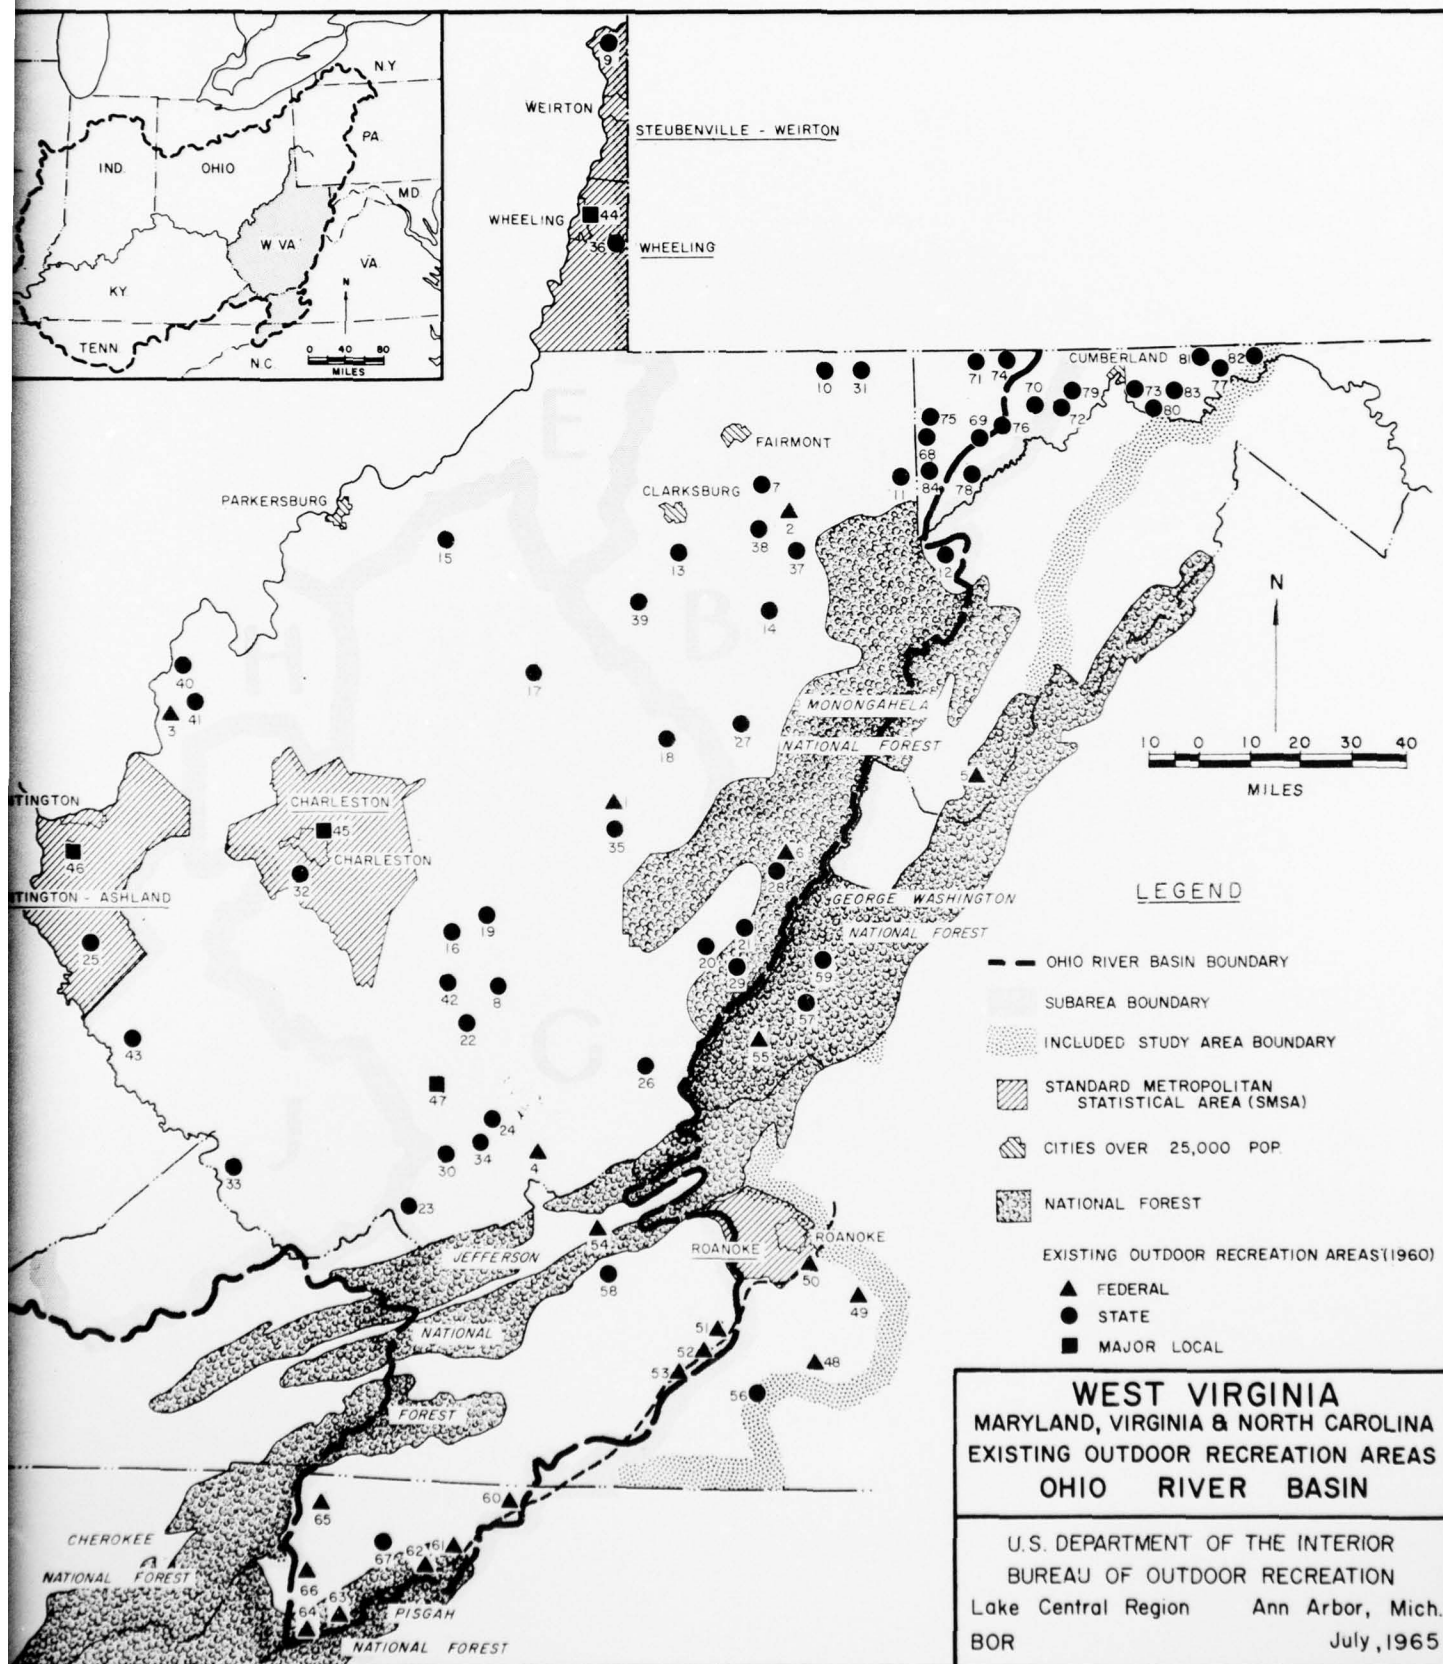 N.Y.
PA.
IND.
OHIO
MD.
W. VA.
VA.
KY.
N
TENN
N.C.
0 40 80
MILES
9
WEIRTON
STEUBENVILLE - WEIRTON
WHEELING
44
36
WHEELING
10
31
71
74
CUMBERLAND
81
82
77
70
79
72
73
83
80
75
69
76
68
FAIRMONT
84
78
11
PARKERSBURG
CLARKSBURG
7
2
15
13
38
37
12
E
39
14
B
H
N
40
17
41
3
MONONGAHELA
NATIONAL FOREST
27
18
5
10 0 10 20 30 40
MILES
TINGTON
CHARLESTON
45
1
35
46
CHARLESTON
32
6
28
TINGTON - ASHLAND
GEORGE WASHINGTON
NATIONAL FOREST
LEGEND
19
16
21
20
29
59
25
42
8
57
22
55
43
G
26
47
J
24
34
30
4
33
23
OHIO RIVER BASIN BOUNDARY
SUBAREA BOUNDARY
INCLUDED STUDY AREA BOUNDARY
STANDARD METROPOLITAN
STATISTICAL AREA (SMSA)
CITIES OVER 25,000 POP.
NATIONAL FOREST
EXISTING OUTDOOR RECREATION AREAS (1960)
FEDERAL
STATE
MAJOR LOCAL
JEFFERSON
54
ROANOKE
ROANOKE
50
58
49
NATIONAL
51
52
53
48
56
FOREST
60
65
CHEROKEE
NATIONAL FOREST
67
62
61
66
63
64
PISGAH
NATIONAL FOREST
WEST VIRGINIA
MARYLAND, VIRGINIA & NORTH CAROLINA
EXISTING OUTDOOR RECREATION AREAS
OHIO RIVER BASIN
U.S. DEPARTMENT OF THE INTERIOR
BUREAU OF OUTDOOR RECREATION
Lake Central Region Ann Arbor, Mich.
BOR July, 1965